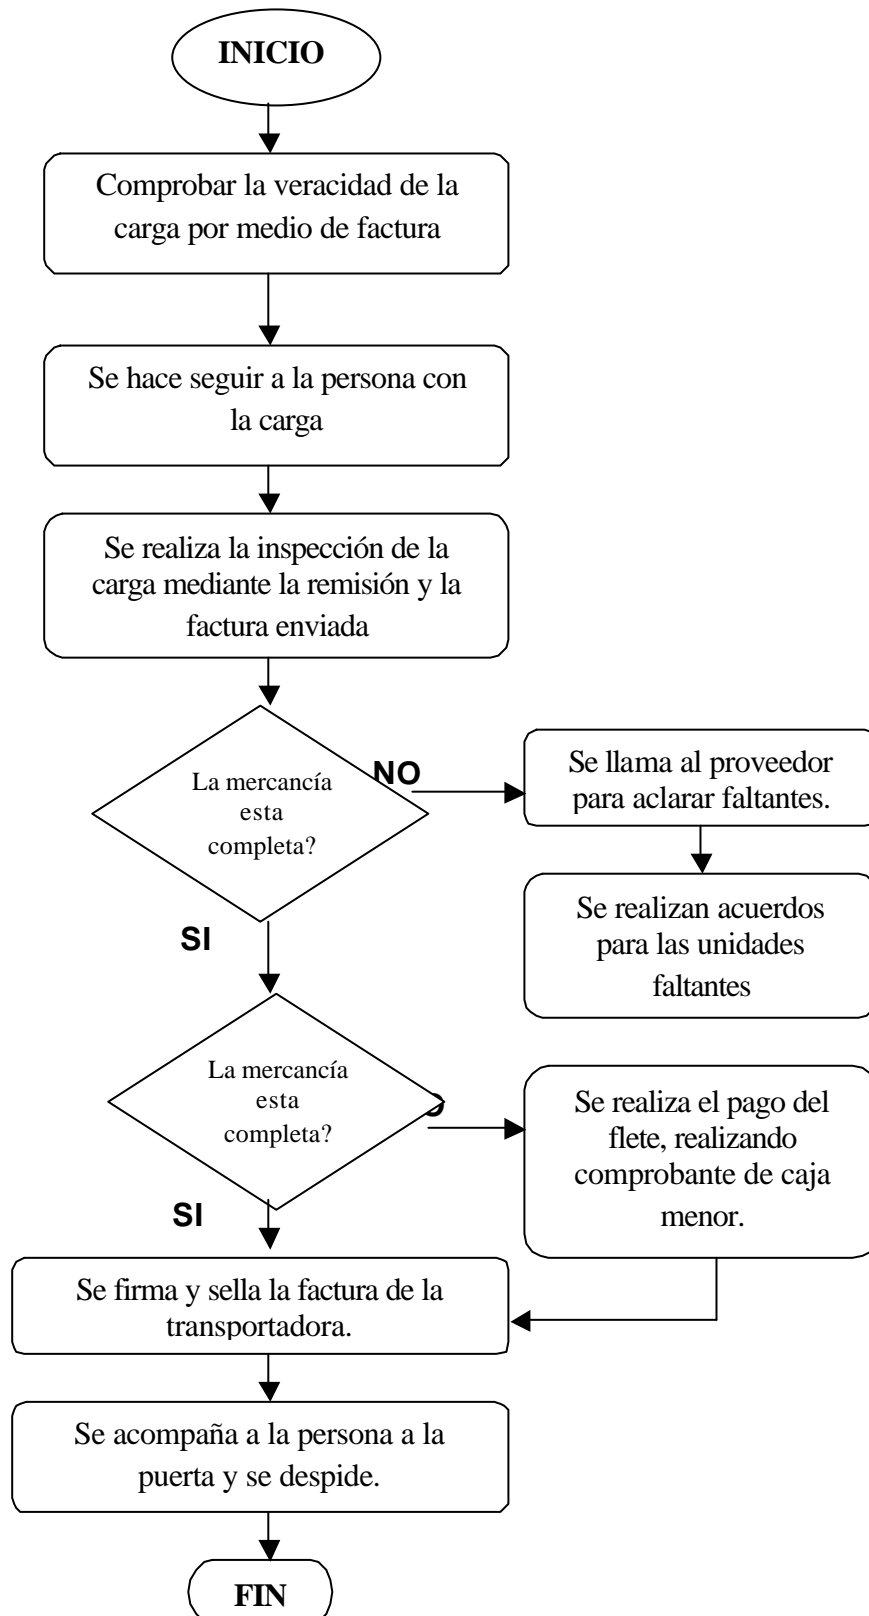 INICIO
Comprobar la veracidad de la
carga por medio de factura
Se hace seguir a la persona con
la carga
Se realiza la inspección de la
carga mediante la remisión y la
factura enviada
La mercancía
esta
completa?
NO
Se llama al proveedor
para aclarar faltantes.
Se realizan acuerdos
para las unidades
faltantes
SI
La mercancía
esta
completa?
Se realiza el pago del
flete, realizando
comprobante de caja
menor.
SI
Se firma y sella la factura de la
transportadora.
Se acompaña a la persona a la
puerta y se despide.
FIN